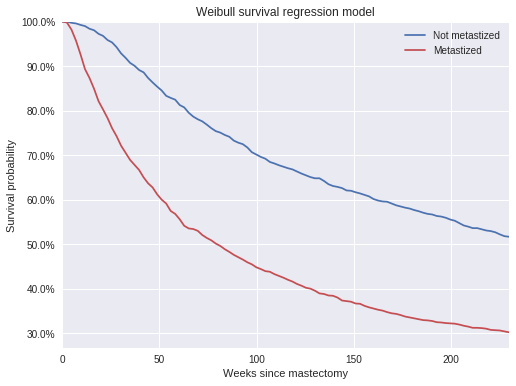 Weibull survival regression model
100.0%
90.0%
80.0%
70.0%
60.0%
50.0%
40.0%
30.0%
Survival probability
Not metastized
Metastized
0 50 100 150 200
Weeks since mastectomy